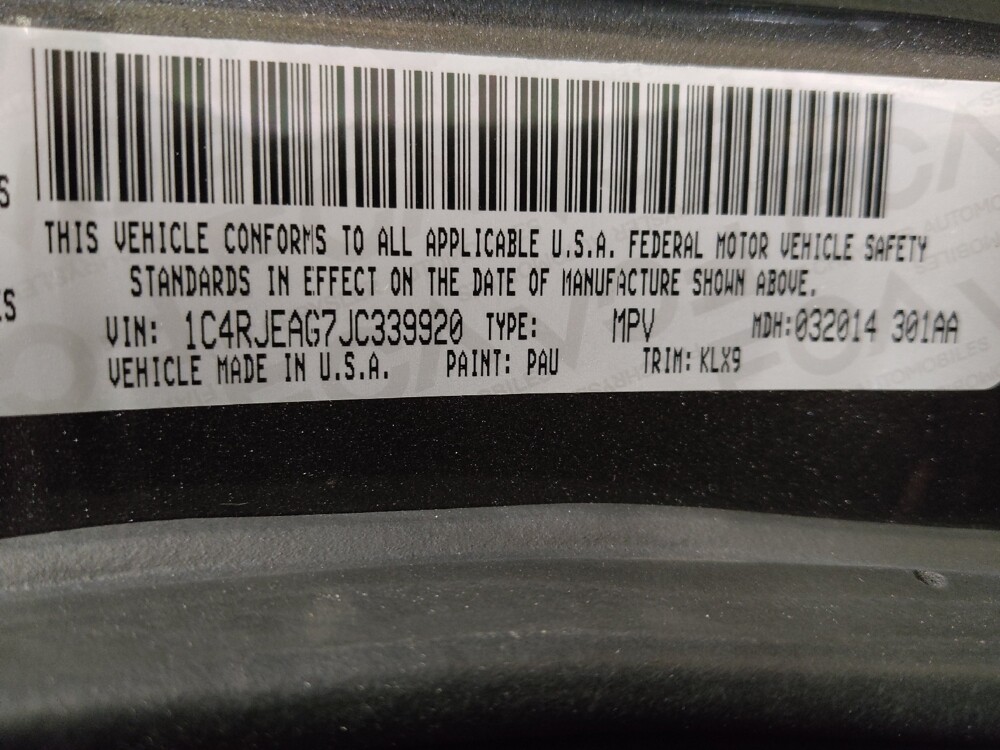 S
THIS VEHICLE CONFORMS TO ALL APPLICABLE U.S.A. FEDERAL MOTOR VEHICLE SAFETY
STANDARDS IN EFFECT ON THE DATE OF MANUFACTURE SHOWN ABOVE.
ES
VIN: 1C4RJEAG7JC339920 TYPE: MPV MDH:032014 301AA
VEHICLE MADE IN U.S.A. PAINT: PAU TRIM: KLX9